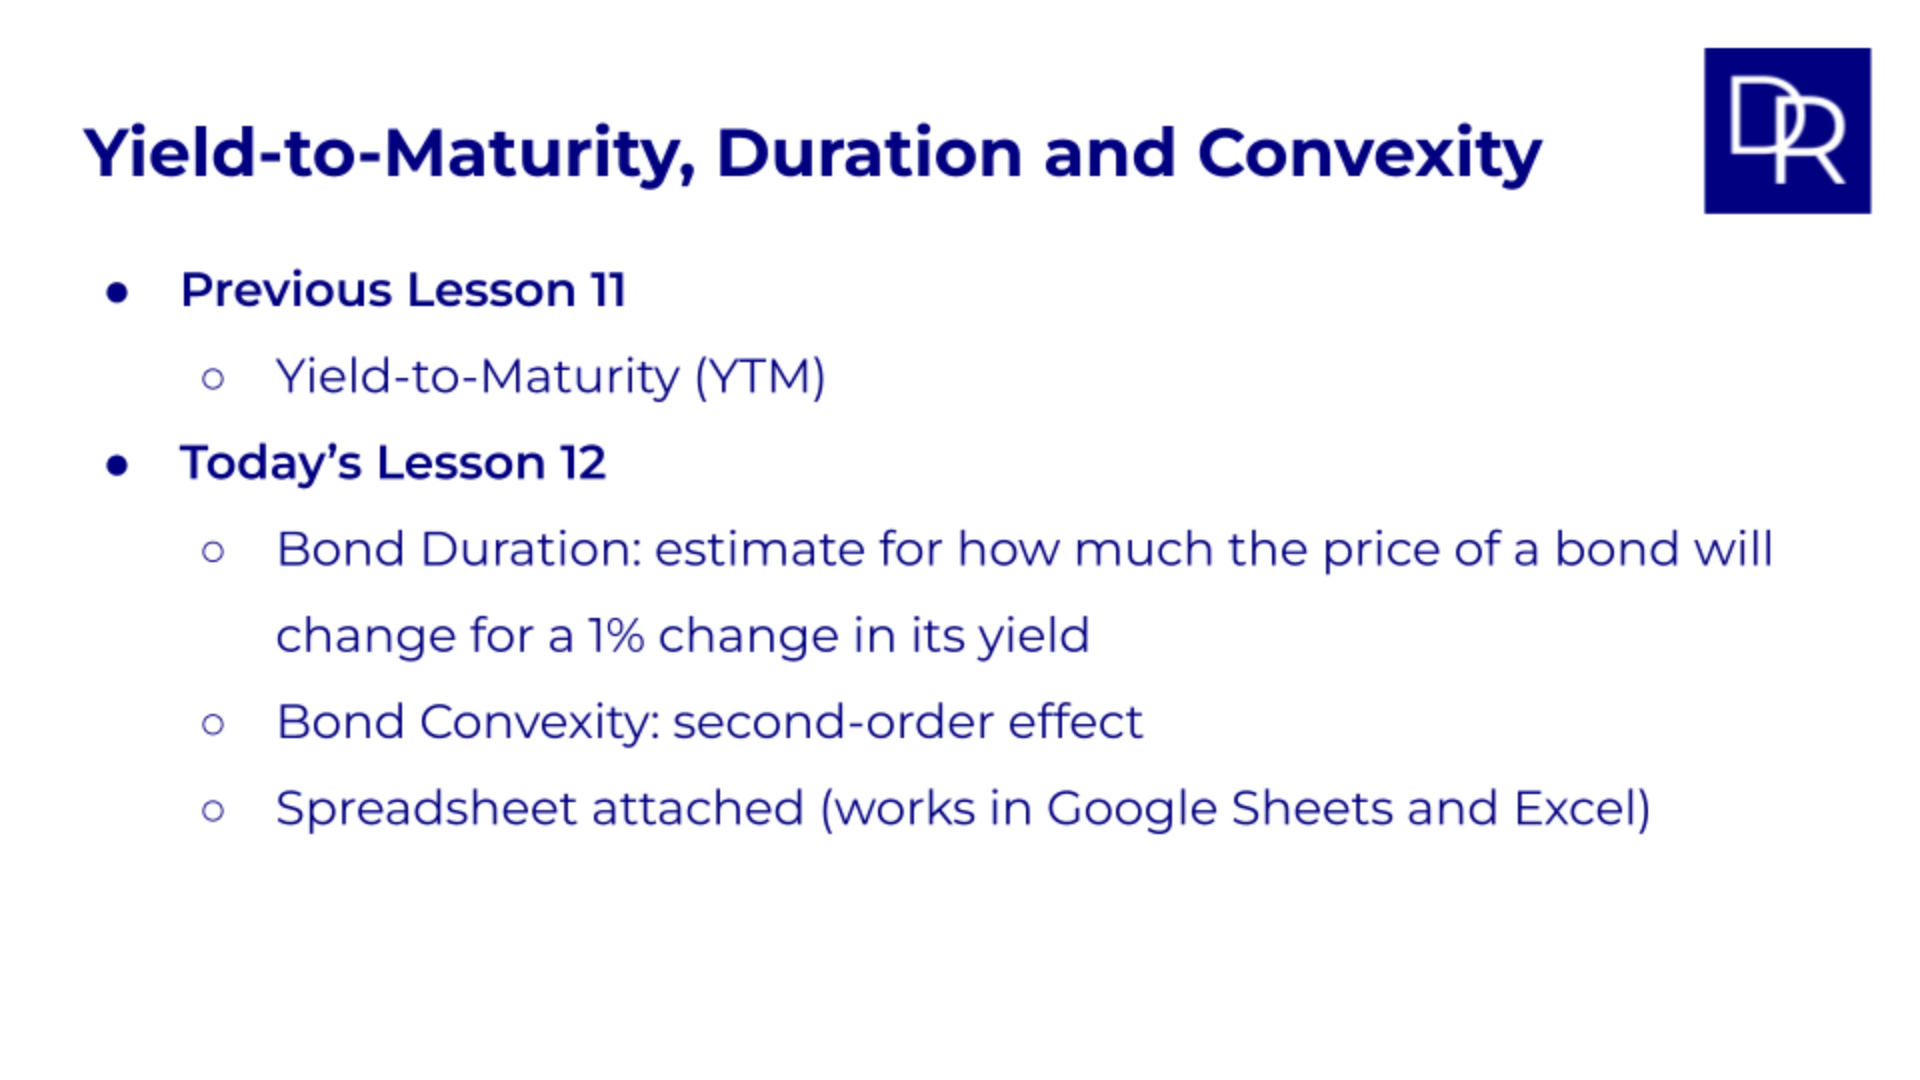 DR
Yield-to-Maturity, Duration and Convexity
● Previous Lesson 11
○ Yield-to-Maturity (YTM)
● Today’s Lesson 12
○ Bond Duration: estimate for how much the price of a bond will
change for a 1% change in its yield
○ Bond Convexity: second-order effect
○ Spreadsheet attached (works in Google Sheets and Excel)